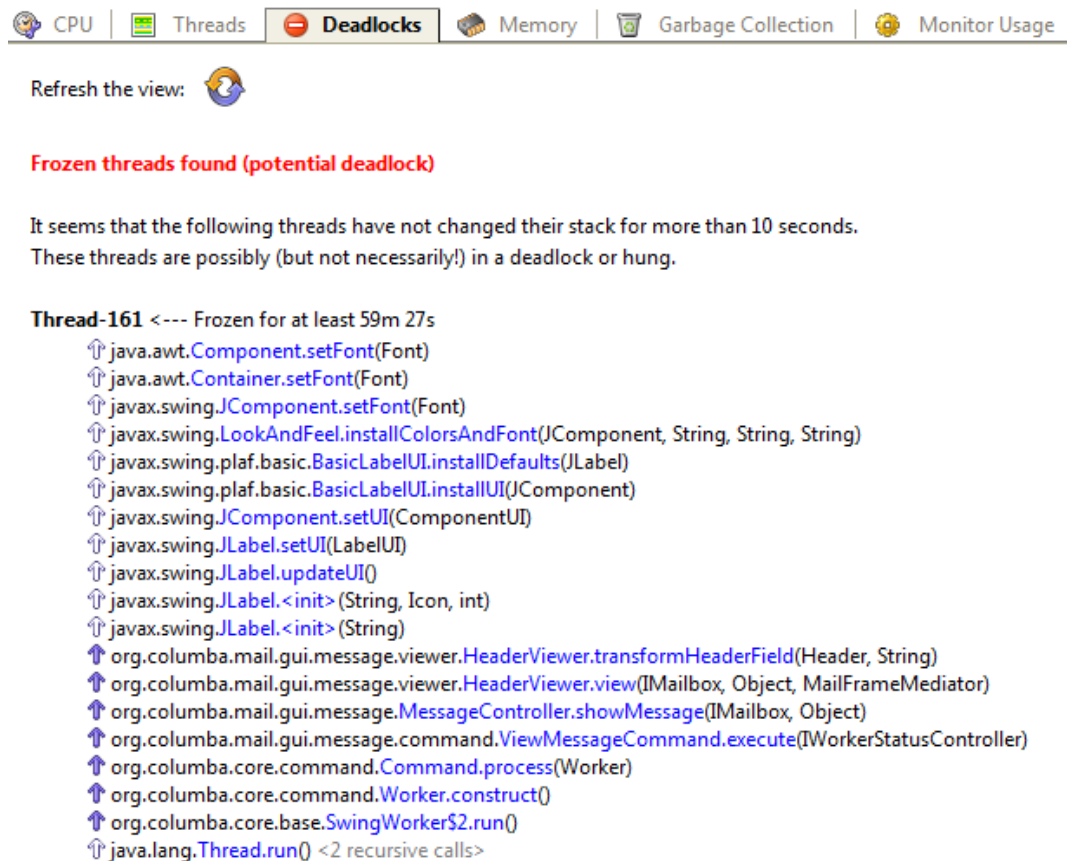 CPU Threads Deadlocks Memory Garbage Collection Monitor Usage
Refresh the view:
Frozen threads found (potential deadlock)
It seems that the following threads have not changed their stack for more than 10 seconds.
These threads are possibly (but not necessarily!) in a deadlock or hung.
Thread-161 <--- Frozen for at least 59m 27s
java.awt.Component.setFont(Font)
java.awt.Container.setFont(Font)
javax.swing.JComponent.setFont(Font)
javax.swing.LookAndFeel.installColorsAndFont(JComponent, String, String, String)
javax.swing.plaf.basic.BasicLabelUI.installDefaults(JLabel)
javax.swing.plaf.basic.BasicLabelUI.installUI(JComponent)
javax.swing.JComponent.setUI(ComponentUI)
javax.swing.JLabel.setUI(LabelUI)
javax.swing.JLabel.updateUI()
javax.swing.JLabel.<init>(String, Icon, int)
javax.swing.JLabel.<init>(String)
org.columba.mail.gui.message.viewer.HeaderViewer.transformHeaderField(Header, String)
org.columba.mail.gui.message.viewer.HeaderViewer.view(IMailbox, Object, MailFrameMediator)
org.columba.mail.gui.message.MessageController.showMessage(IMailbox, Object)
org.columba.mail.gui.message.command.ViewMessageCommand.execute(IWorkerStatusController)
org.columba.core.command.Command.process(Worker)
org.columba.core.command.Worker.construct()
org.columba.core.base.SwingWorker$2.run()
java.lang.Thread.run() <2 recursive calls>